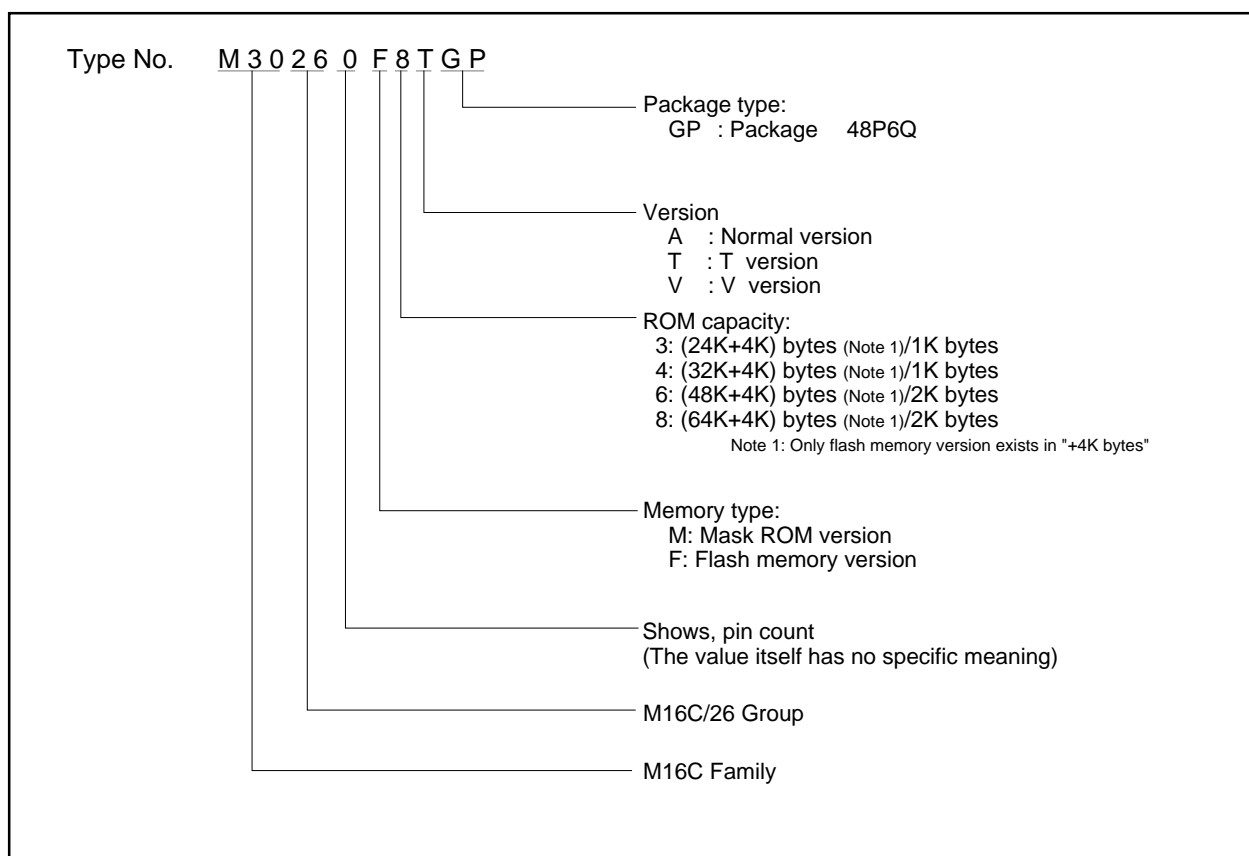 Type No. M 3 0 2 6 0 F 8 T G P
Package type:
GP : Package 48P6Q
Version
A : Normal version
T : T version
V : V version
ROM capacity:
3: (24K+4K) bytes (Note 1)/1K bytes
4: (32K+4K) bytes (Note 1)/1K bytes
6: (48K+4K) bytes (Note 1)/2K bytes
8: (64K+4K) bytes (Note 1)/2K bytes
Note 1: Only flash memory version exists in "+4K bytes"
Memory type:
M: Mask ROM version
F: Flash memory version
Shows, pin count
(The value itself has no specific meaning)
M16C/26 Group
M16C Family